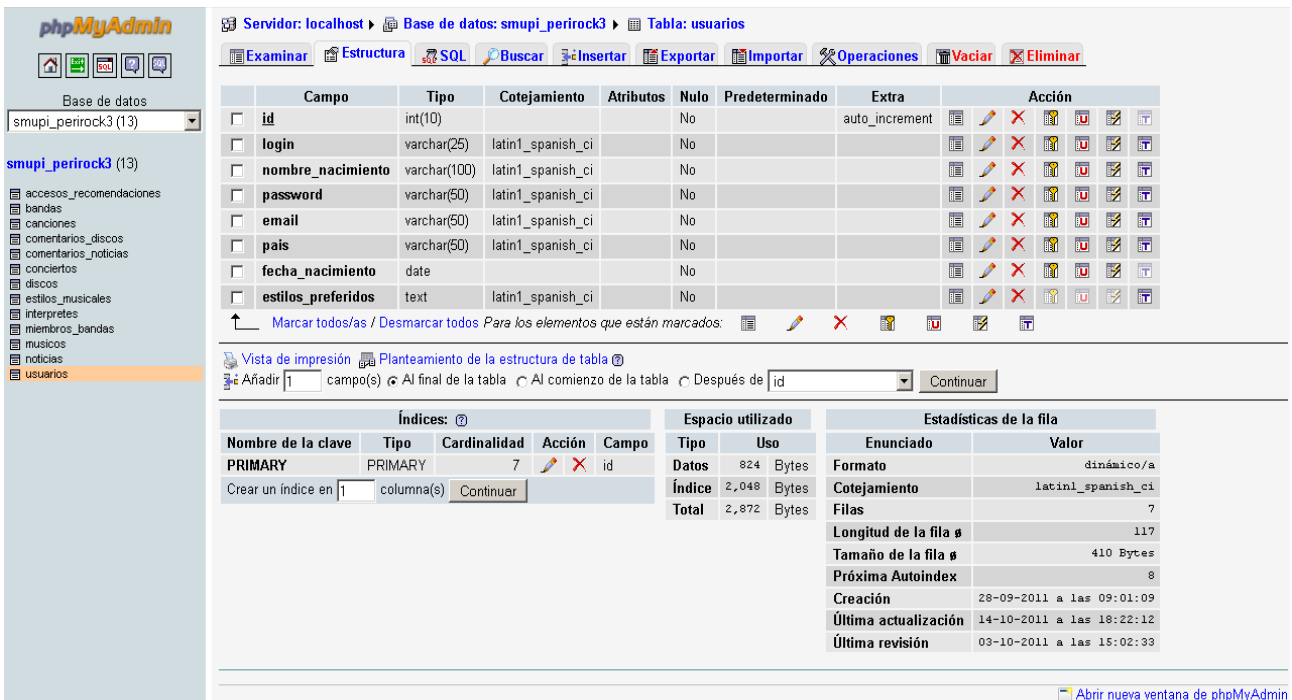 phpMyAdmin
Base de datos
smupi_perirock3 (13)
smupi_perirock3 (13)
accesos_recomendaciones
bandas
canciones
comentarios_discos
comentarios_noticias
conciertos
discos
estilos_musicales
interpretes
miembros_bandas
musicos
noticias
usuarios
Servidor: localhost Base de datos: smupi_perirock3 Tabla: usuarios
Examinar Estructura SQL Buscar Insertar Exportar Importar Operaciones Vaciar Eliminar
Campo Tipo Cotejamiento Atributos Nulo Predeterminado Extra Acción
id int(10) No auto_increment
login varchar(25) latin1_spanish_ci No
nombre_nacimiento varchar(100) latin1_spanish_ci No
password varchar(50) latin1_spanish_ci No
email varchar(50) latin1_spanish_ci No
pais varchar(50) latin1_spanish_ci No
fecha_nacimiento date No
estilos_preferidos text latin1_spanish_ci No
Marcar todos/as / Desmarcar todos Para los elementos que están marcados:
Vista de impresión Planteamiento de la estructura de tabla
Añadir 1 campo(s) Al final de la tabla Al comienzo de la tabla Después de id Continuar
Índices:
Nombre de la clave Tipo Cardinalidad Acción Campo
PRIMARY PRIMARY 7 id
Crear un índice en 1 columna(s) Continuar
Espacio utilizado
Tipo Uso
Datos 824 Bytes
Índice 2,048 Bytes
Total 2,872 Bytes
Estadísticas de la fila
Enunciado Valor
Formato dinámico/a
Cotejamiento latin1_spanish_ci
Filas 7
Longitud de la fila ø 117
Tamaño de la fila ø 410 Bytes
Próxima Autoindex 8
Creación 28-09-2011 a las 09:01:09
Última actualización 14-10-2011 a las 18:22:12
Última revisión 03-10-2011 a las 15:02:33
Abrir nueva ventana de phpMyAdmin